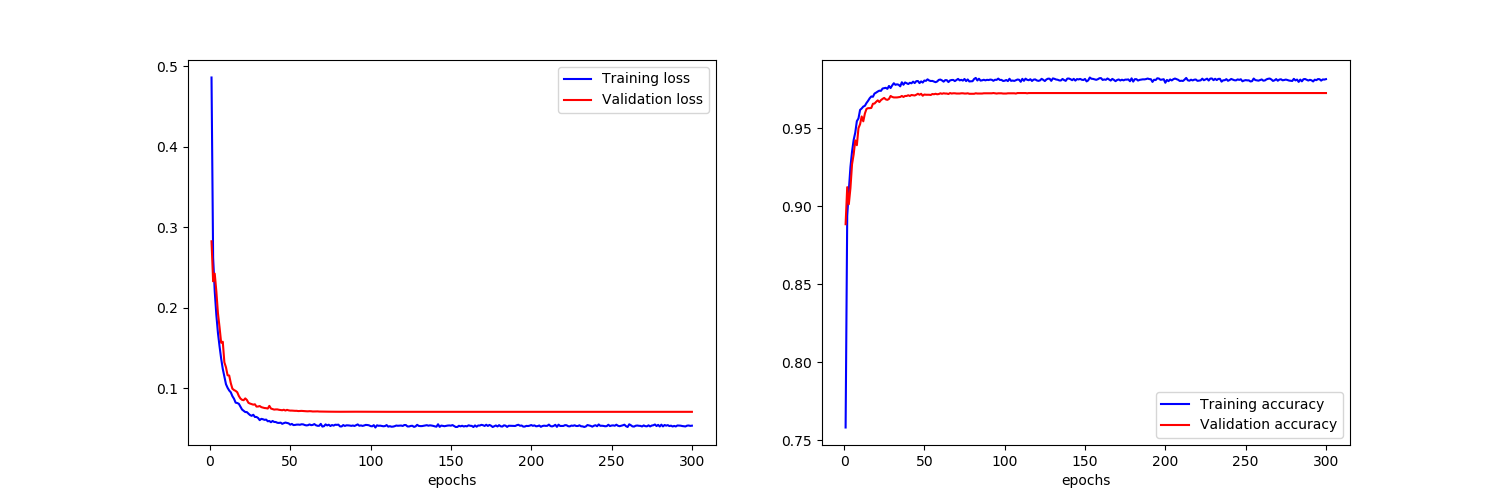 0.5
0.4
0.3
0.2
0.1
0 50 100 150 200 250 300
epochs
Training loss
Validation loss
0.95
0.90
0.85
0.80
0.75
0 50 100 150 200 250 300
epochs
Training accuracy
Validation accuracy